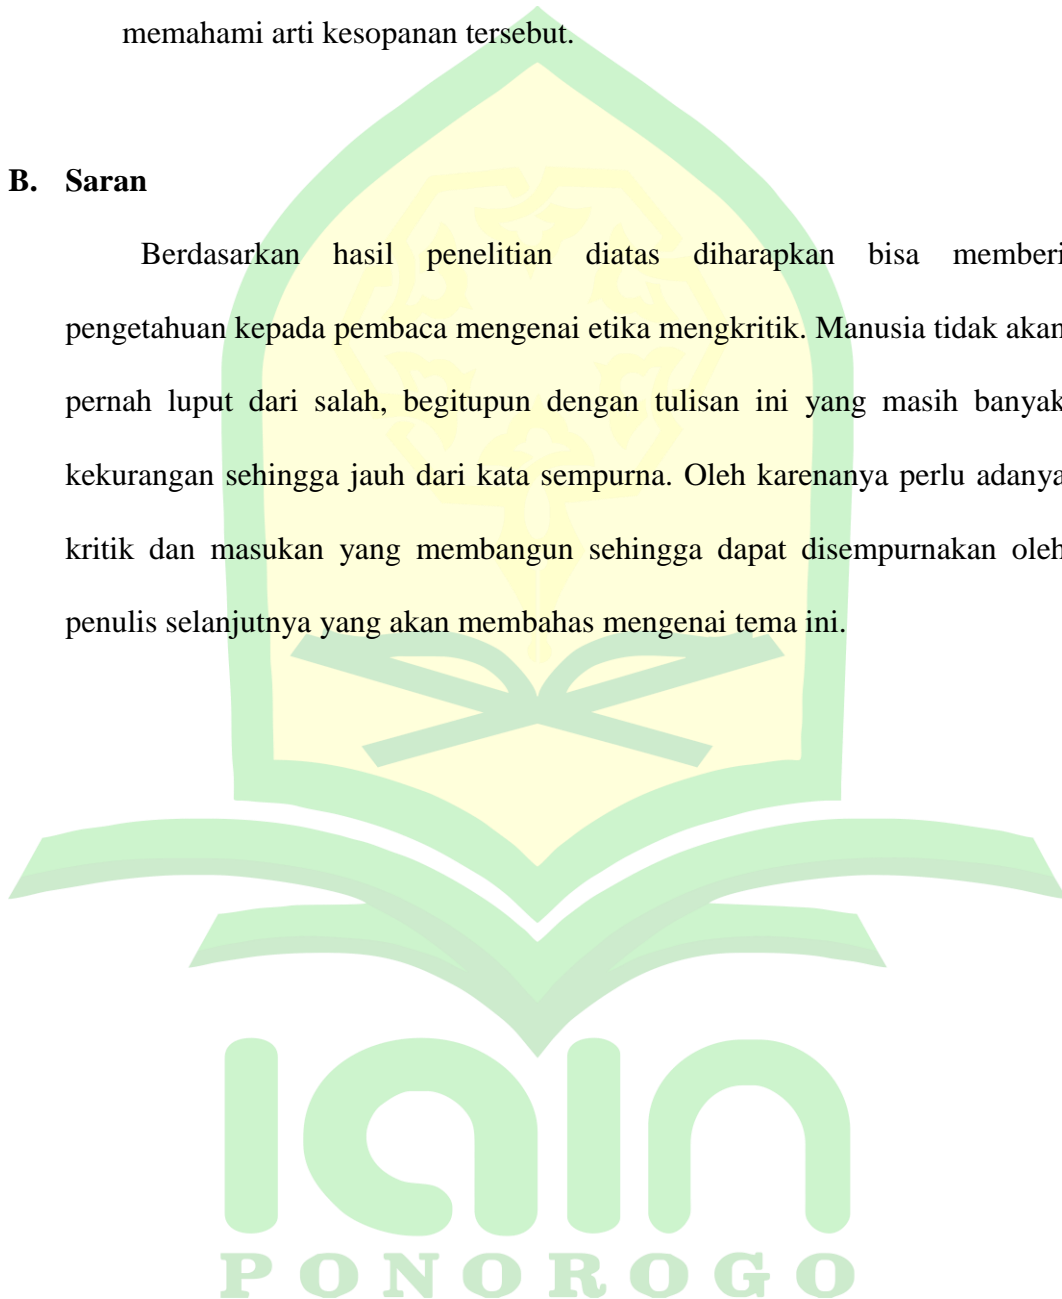 memahami arti kesopanan tersebut.
B. Saran
Berdasarkan hasil penelitian diatas diharapkan bisa memberi
pengetahuan kepada pembaca mengenai etika mengkritik. Manusia tidak akan
pernah luput dari salah, begitupun dengan tulisan ini yang masih banyak
kekurangan sehingga jauh dari kata sempurna. Oleh karenanya perlu adanya
kritik dan masukan yang membangun sehingga dapat disempurnakan oleh
penulis selanjutnya yang akan membahas mengenai tema ini.
iain
PONOROGO